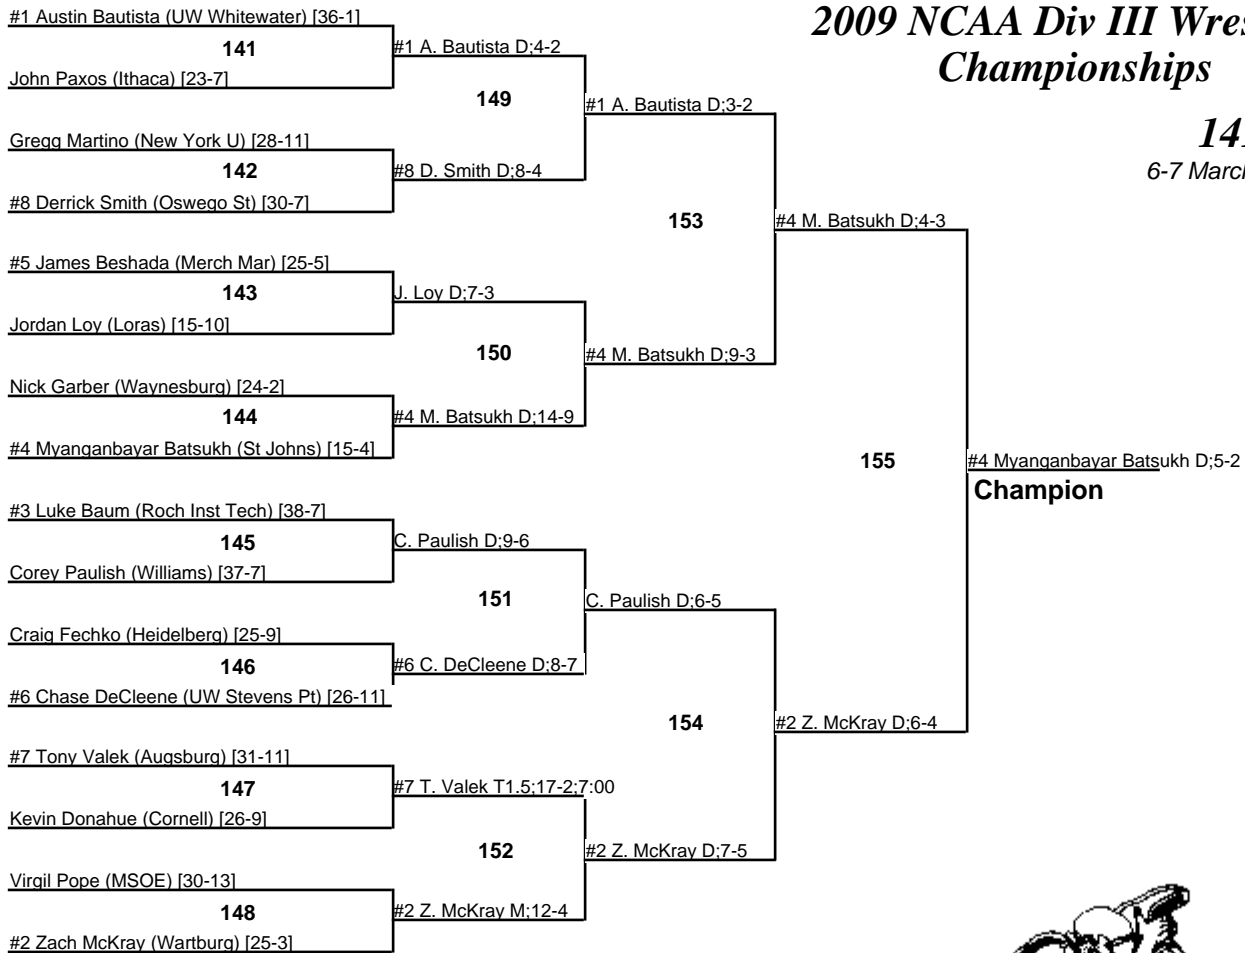 2009 NCAA Div III Wres
Championships
14
6-7 March
#1 Austin Bautista (UW Whitewater) [36-1]
141
John Paxos (Ithaca) [23-7]
Gregg Martino (New York U) [28-11]
142
#8 Derrick Smith (Oswego St) [30-7]
#5 James Beshada (Merch Mar) [25-5]
143
Jordan Loy (Loras) [15-10]
Nick Garber (Waynesburg) [24-2]
144
#4 Myanganbayar Batsukh (St Johns) [15-4]
#3 Luke Baum (Roch Inst Tech) [38-7]
145
Corey Paulish (Williams) [37-7]
Craig Fechko (Heidelberg) [25-9]
146
#6 Chase DeCleene (UW Stevens Pt) [26-11]
#7 Tony Valek (Augsburg) [31-11]
147
Kevin Donahue (Cornell) [26-9]
Virgil Pope (MSOE) [30-13]
148
#2 Zach McKray (Wartburg) [25-3]
#1 A. Bautista D;4-2
149
#8 D. Smith D;8-4
J. Loy D;7-3
150
#4 M. Batsukh D;14-9
C. Paulish D;9-6
151
#6 C. DeCleene D;8-7
#7 T. Valek T1.5;17-2;7:00
152
#2 Z. McKray M;12-4
#1 A. Bautista D;3-2
153
#4 M. Batsukh D;9-3
C. Paulish D;6-5
154
#2 Z. McKray D;7-5
#4 M. Batsukh D;4-3
155
#2 Z. McKray D;6-4
#4 Myanganbayar Batsukh D;5-2
Champion